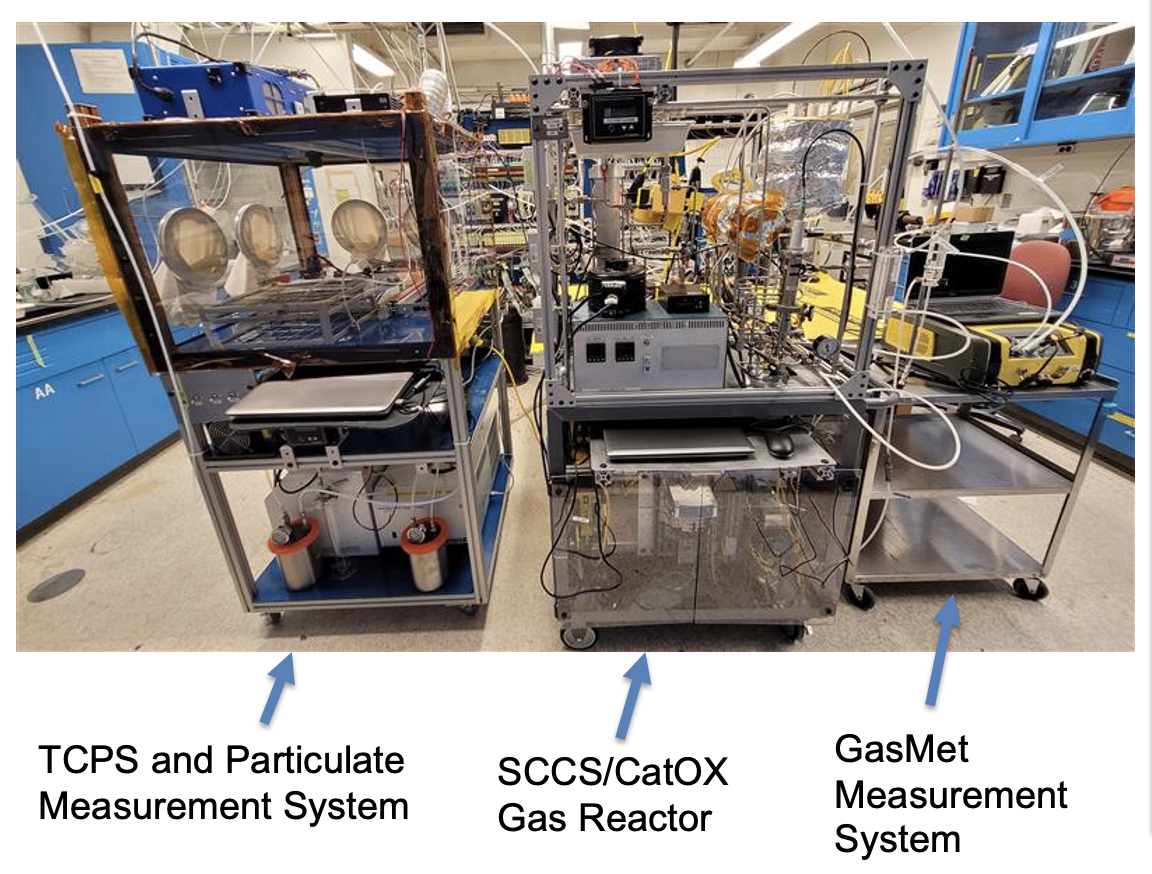 AA
TCPS and Particulate
Measurement System
SCCS/CatOX
Gas Reactor
GasMet
Measurement
System